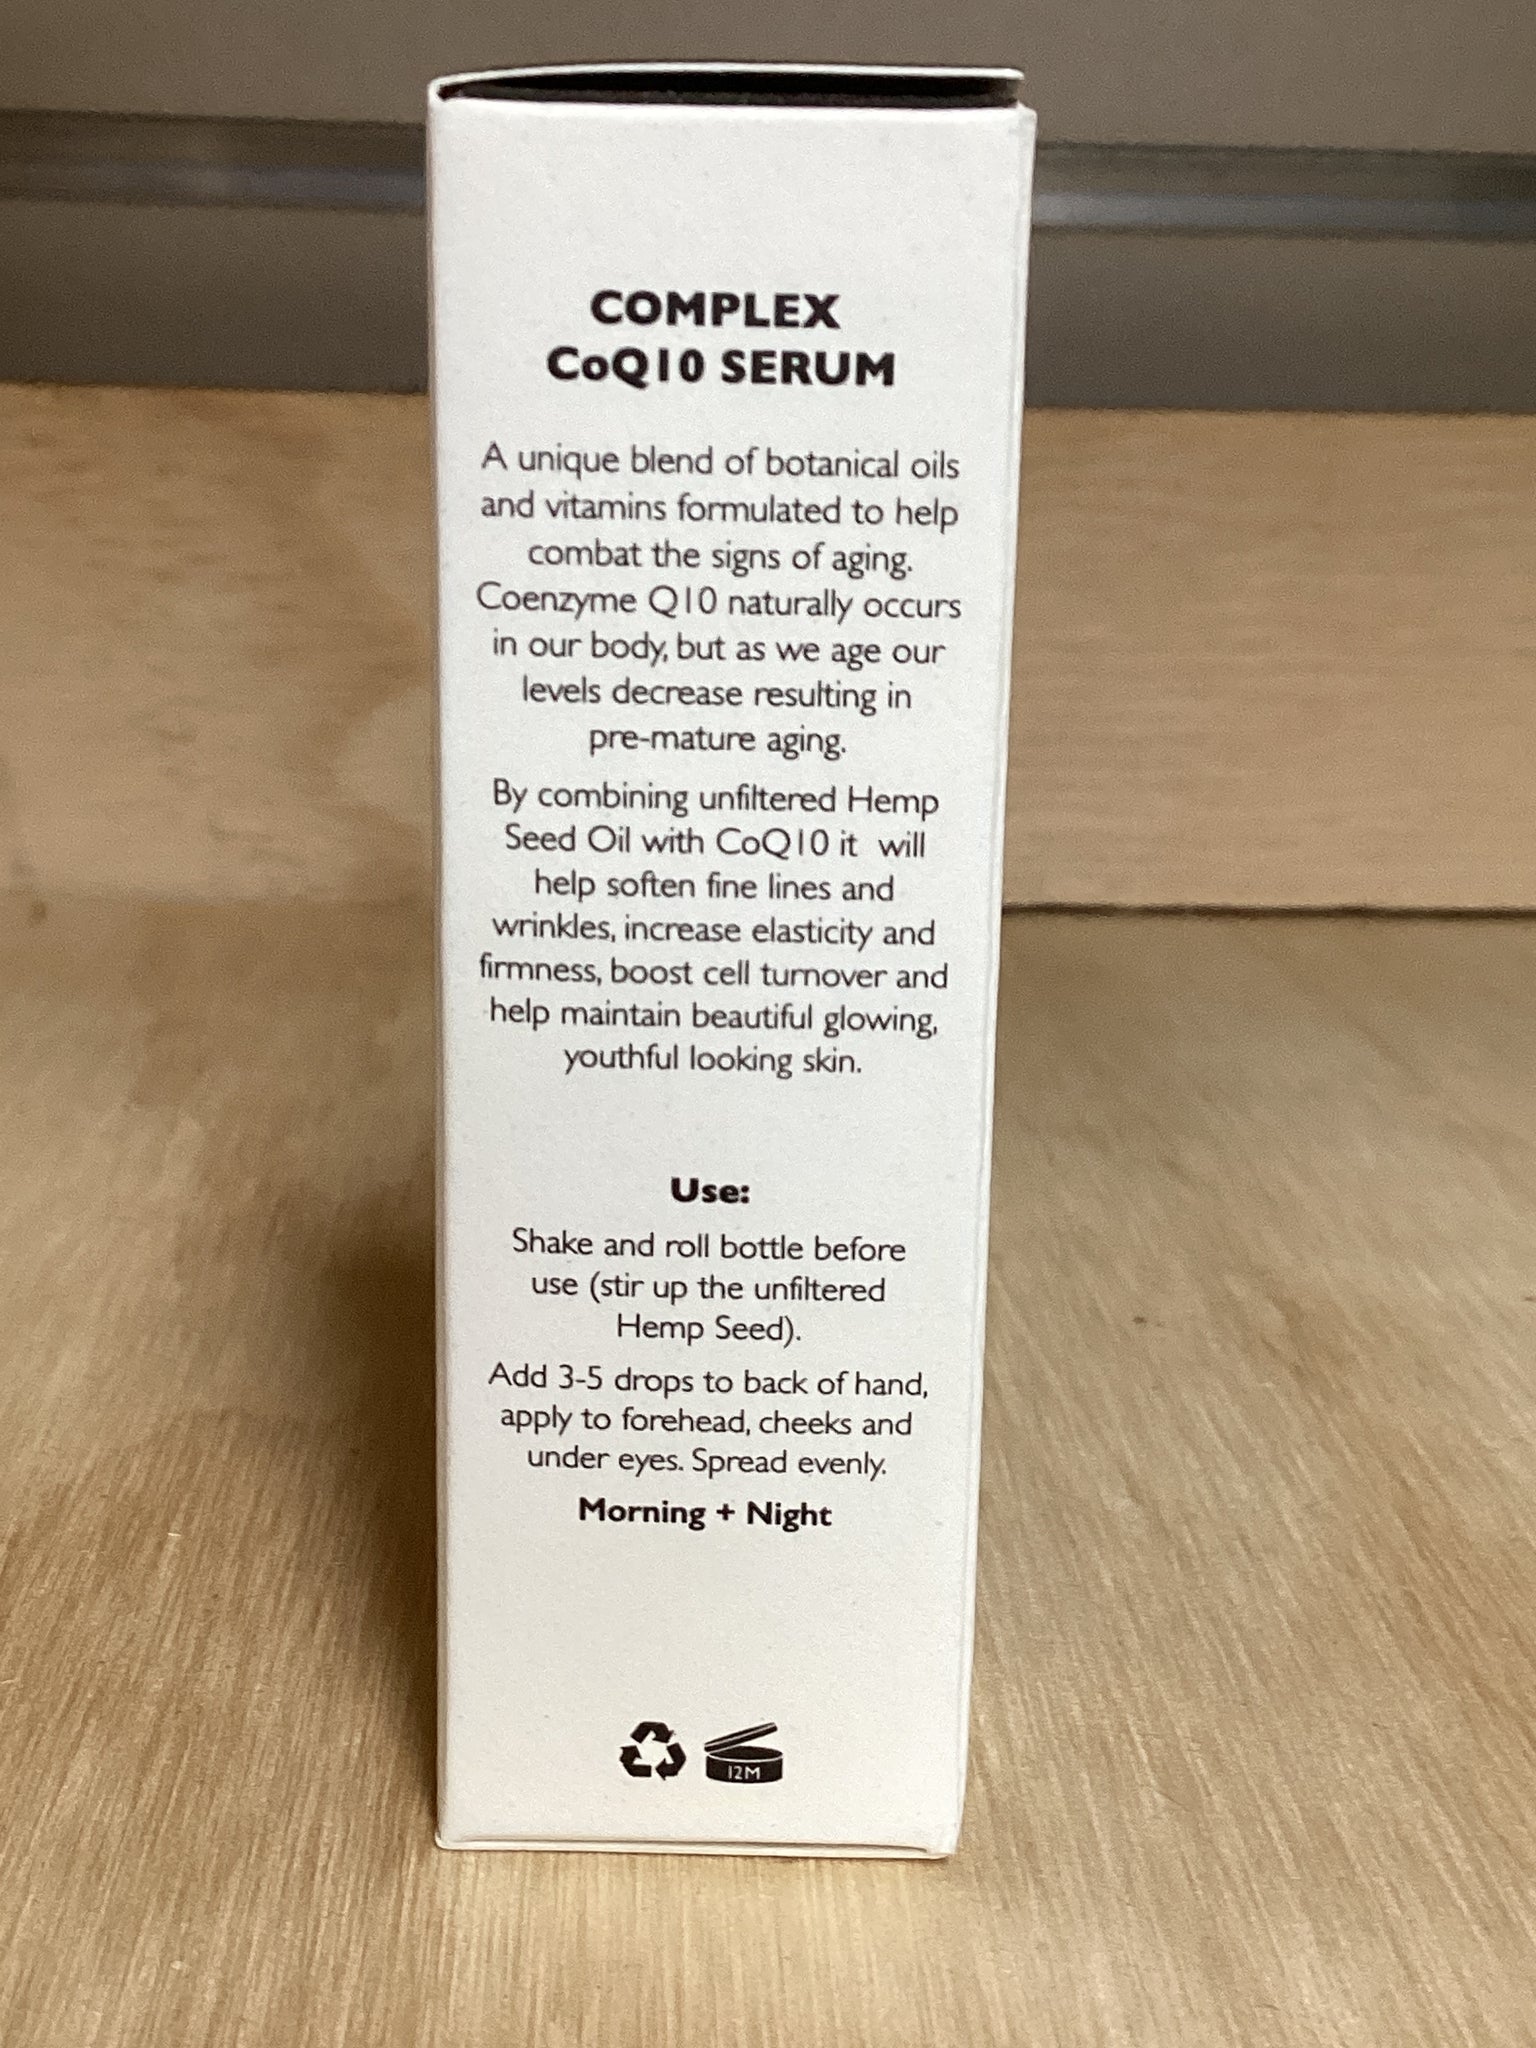 COMPLEX
CoQ10 SERUM
A unique blend of botanical oils
and vitamins formulated to help
combat the signs of aging.
Coenzyme Q10 naturally occurs
in our body, but as we age our
levels decrease resulting in
pre-mature aging.
By combining unfiltered Hemp
Seed Oil with CoQ10 it  will
help soften fine lines and
wrinkles, increase elasticity and
firmness, boost cell turnover and
help maintain beautiful glowing,
youthful looking skin.
Use:
Shake and roll bottle before
use (stir up the unfiltered
Hemp Seed).
Add 3-5 drops to back of hand,
apply to forehead, cheeks and
under eyes. Spread evenly.
Morning + Night
12M